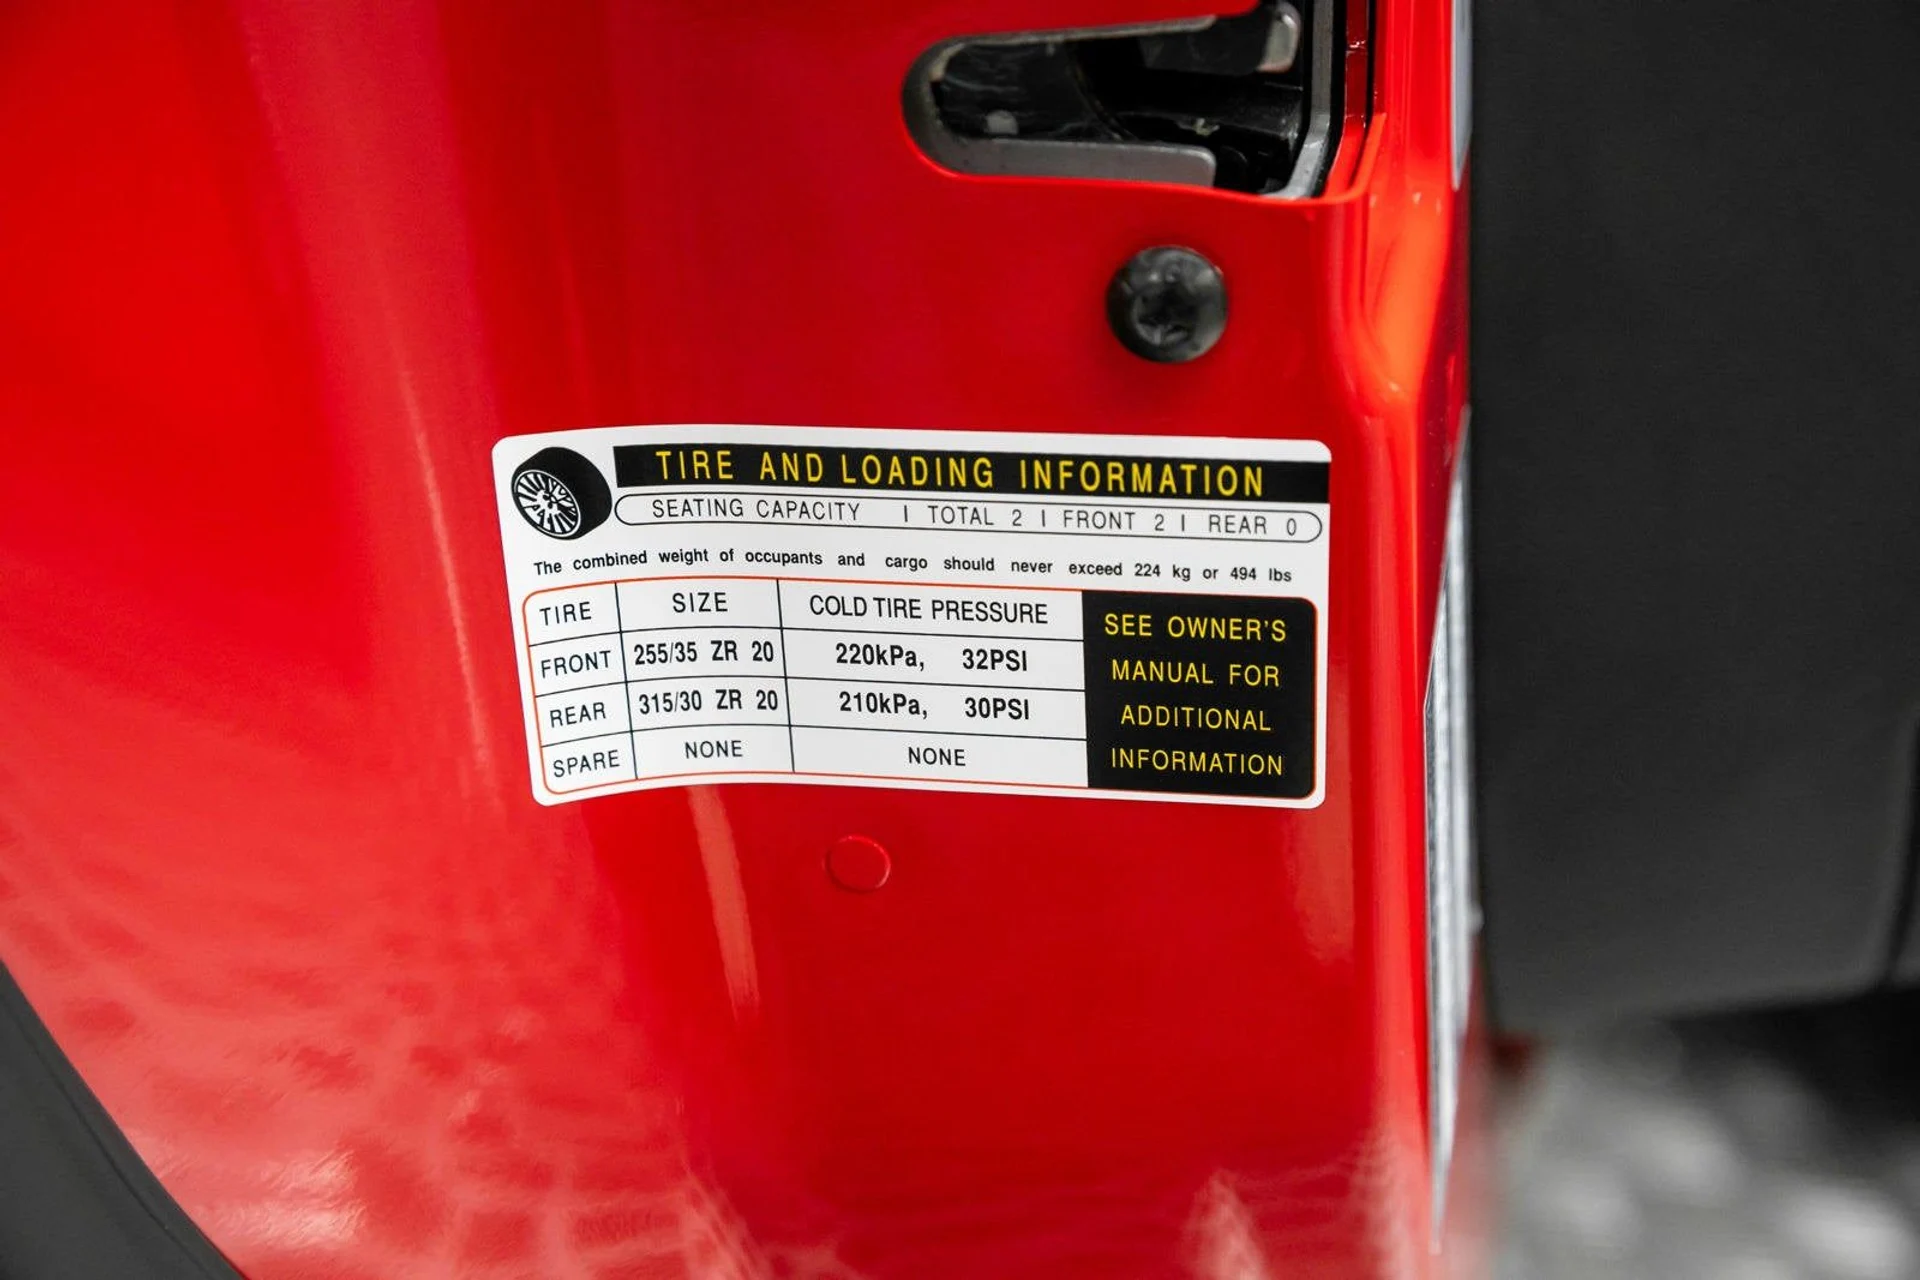 TIRE AND LOADING INFORMATION
SEATING CAPACITY | TOTAL 2 | FRONT 2 | REAR 0
The combined weight of occupants and cargo should never exceed 224 kg or 494 lbs
TIRE SIZE COLD TIRE PRESSURE
FRONT 255/35 ZR 20 220kPa, 32PSI
REAR 315/30 ZR 20 210kPa, 30PSI
SPARE NONE NONE
SEE OWNER'S
MANUAL FOR
ADDITIONAL
INFORMATION